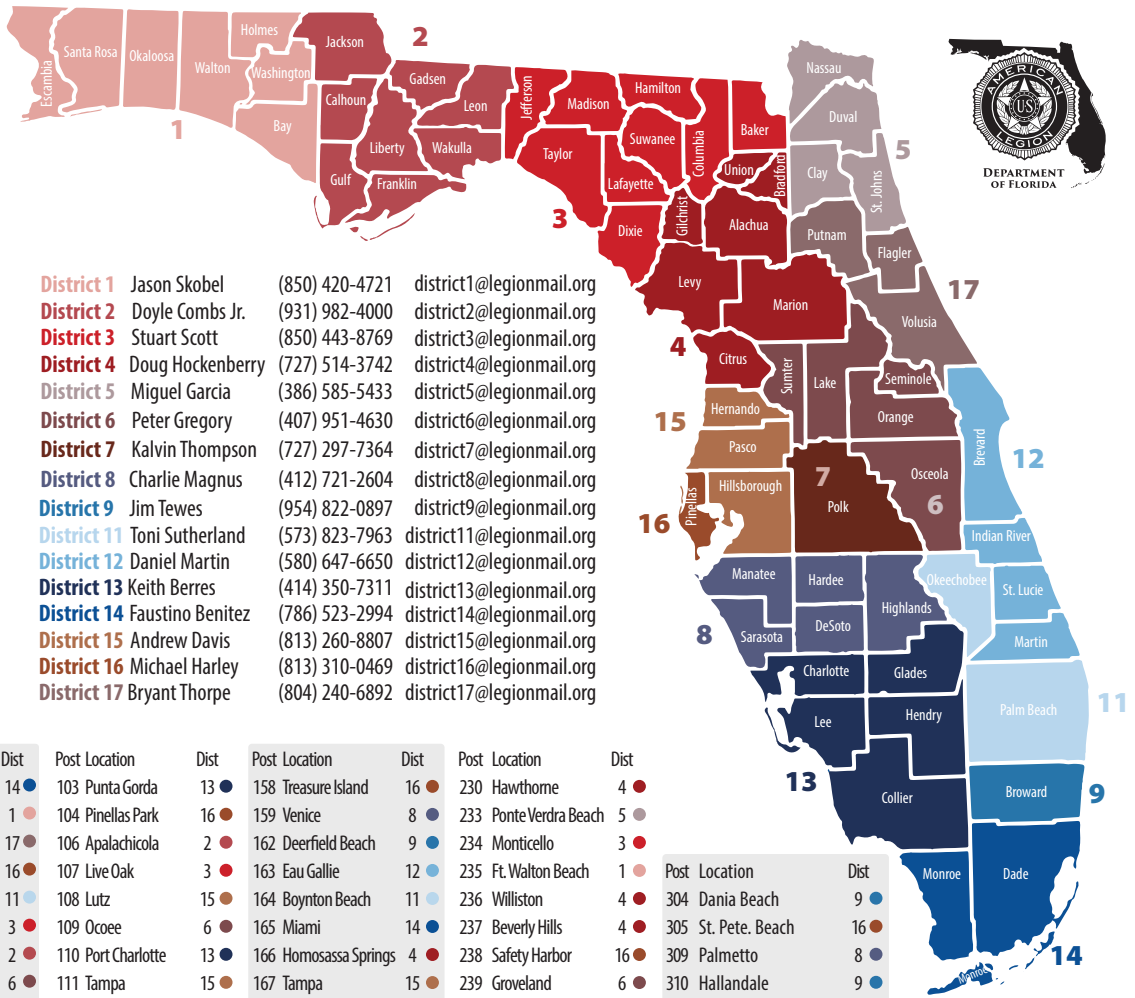 Escambia
Santa Rosa
Okaloosa
Walton
Holmes
Washington
Bay
1
Jackson
2
Calhoun
Gulf
Gadsen
Liberty
Franklin
Leon
Wakulla
Jefferson
Madison
Hamilton
Taylor
Suwanee
Lafayette
Columbia
Baker
Dixie
3
Union
Bradford
Gilchrist
Alachua
Levy
Marion
Citrus
4
Nassau
Duval
Clay
St. Johns
5
Putnam
Flagler
Volusia
17
Sumter
Lake
Seminole
Orange
Osceola
6
Hernando
Pasco
Hillsborough
15
Pinellas
16
7
Polk
Brevard
12
Indian River
St. Lucie
Martin
Okeechobee
Palm Beach
11
Manatee
Hardee
Highlands
Sarasota
DeSoto
8
Charlotte
Glades
Lee
Hendry
Collier
13
Broward
9
Monroe
Dade
Monroe
14
AMERICAN
US
LEGION
DEPARTMENT
OF FLORIDA
District 1 Jason Skobel (850) 420-4721 district1@legionmail.org
District 2 Doyle Combs Jr. (931) 982-4000 district2@legionmail.org
District 3 Stuart Scott (850) 443-8769 district3@legionmail.org
District 4 Doug Hockenberry (727) 514-3742 district4@legionmail.org
District 5 Miguel Garcia (386) 585-5433 district5@legionmail.org
District 6 Peter Gregory (407) 951-4630 district6@legionmail.org
District 7 Kalvin Thompson (727) 297-7364 district7@legionmail.org
District 8 Charlie Magnus (412) 721-2604 district8@legionmail.org
District 9 Jim Tewes (954) 822-0897 district9@legionmail.org
District 11 Toni Sutherland (573) 823-7963 district11@legionmail.org
District 12 Daniel Martin (580) 647-6650 district12@legionmail.org
District 13 Keith Berres (414) 350-7311 district13@legionmail.org
District 14 Faustino Benitez (786) 523-2994 district14@legionmail.org
District 15 Andrew Davis (813) 260-8807 district15@legionmail.org
District 16 Michael Harley (813) 310-0469 district16@legionmail.org
District 17 Bryant Thorpe (804) 240-6892 district17@legionmail.org
Dist
14
1
17
16
11
3
2
6
Post Location Dist
103 Punta Gorda 13
104 Pinellas Park 16
106 Apalachicola 2
107 Live Oak 3
108 Lutz 15
109 Ocoee 6
110 Port Charlotte 13
111 Tampa 15
Post Location Dist
158 Treasure Island 16
159 Venice 8
162 Deerfield Beach 9
163 Eau Gallie 12
164 Boynton Beach 11
165 Miami 14
166 Homosassa Springs 4
167 Tampa 15
Post Location Dist
230 Hawthorne 4
233 Ponte Verdra Beach 5
234 Monticello 3
235 Ft. Walton Beach 1
236 Williston 4
237 Beverly Hills 4
238 Safety Harbor 16
239 Groveland 6
Post Location Dist
304 Dania Beach 9
305 St. Pete. Beach 16
309 Palmetto 8
310 Hallandale 9